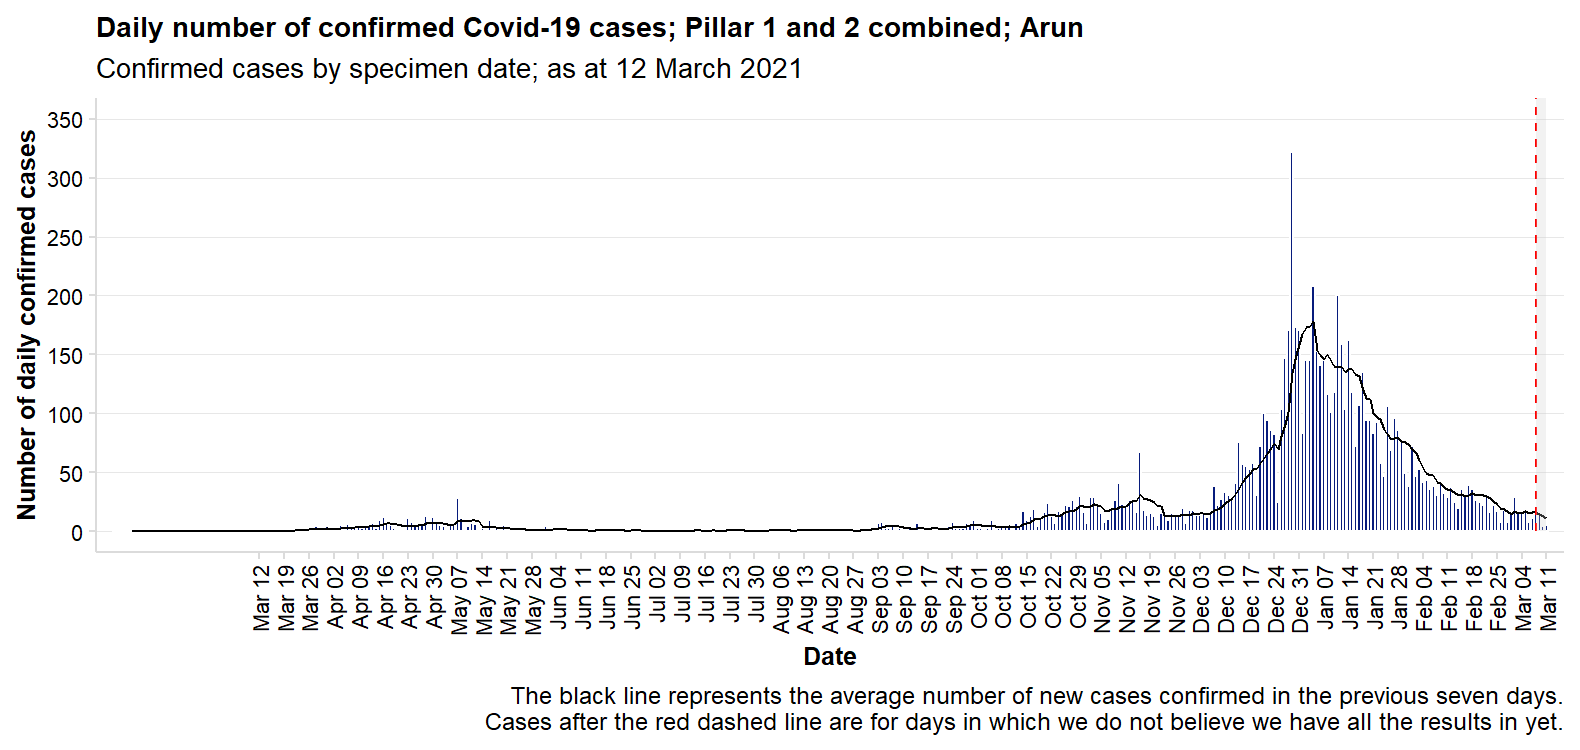 Daily number of confirmed Covid-19 cases; Pillar 1 and 2 combined; Arun
Confirmed cases by specimen date; as at 12 March 2021
Number of daily confirmed cases
350
300
250
200
150
100
50
0
Mar 12
Mar 19
Mar 26
Apr 02
Apr 09
Apr 16
Apr 23
Apr 30
May 07
May 14
May 21
May 28
Jun 04
Jun 11
Jun 18
Jun 25
Jul 02
Jul 09
Jul 16
Jul 23
Jul 30
Aug 06
Aug 13
Aug 20
Aug 27
Sep 03
Sep 10
Sep 17
Sep 24
Oct 01
Oct 08
Oct 15
Oct 22
Oct 29
Nov 05
Nov 12
Nov 19
Nov 26
Dec 03
Dec 10
Dec 17
Dec 24
Dec 31
Jan 07
Jan 14
Jan 21
Jan 28
Feb 04
Feb 11
Feb 18
Feb 25
Mar 04
Mar 11
Date
The black line represents the average number of new cases confirmed in the previous seven days.
Cases after the red dashed line are for days in which we do not believe we have all the results in yet.